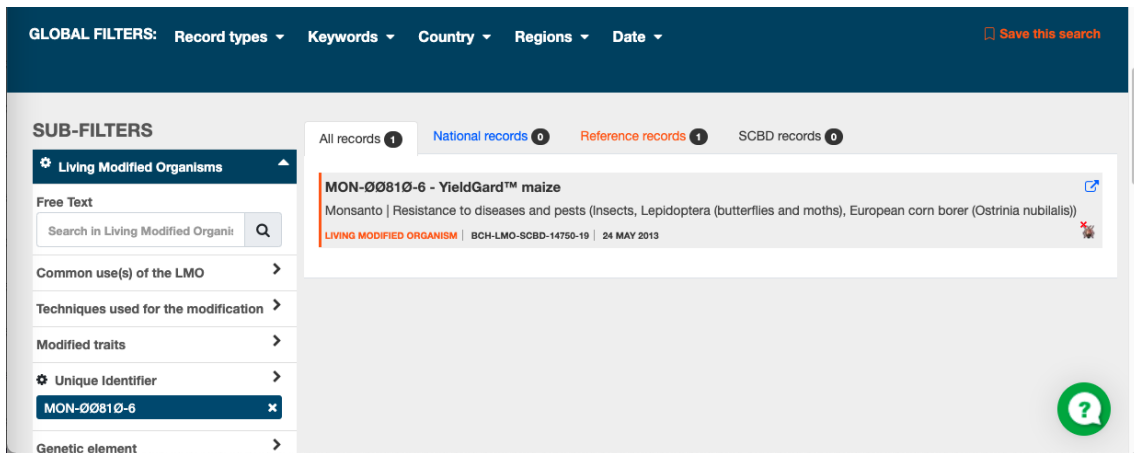 GLOBAL FILTERS: Record types Keywords Country Regions Date Save this search
SUB-FILTERS
Living Modified Organisms
Free Text
Search in Living Modified Organis
Common use(s) of the LMO
Techniques used for the modification
Modified traits
Unique Identifier
MON-ØØ81Ø-6 ×
Genetic element
All records 1 National records 0 Reference records 1 SCBD records 0
MON-ØØ81Ø-6 - YieldGard™ maize
Monsanto | Resistance to diseases and pests (Insects, Lepidoptera (butterflies and moths), European corn borer (Ostrinia nubilalis))
LIVING MODIFIED ORGANISM | BCH-LMO-SCBD-14750-19 | 24 MAY 2013
?